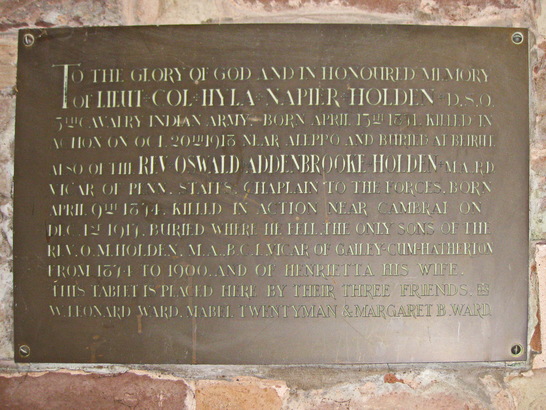 TO THE GLORY OF GOD AND IN HONOURED MEMORY
OF LIEUT. COL. HYLA. NAPIER. HOLDEN. D.S.O.
5TH CAVALRY INDIAN ARMY. BORN APRIL 13TH 1871. KILLED IN
ACTION ON OCT. 26TH 1918 NEAR ALEPPO AND BURIED AT BEIRUT.
ALSO OF THE REV. OSWALD ADDENBROOKE HOLDEN. M.A. R.D
VICAR OF PENN, STAFFS, CHAPLAIN TO THE FORCES. BORN
APRIL 9TH 1874. KILLED IN ACTION NEAR CAMBRAI ON
DEC. 1ST 1917. BURIED WHERE HE FELL. THE ONLY SONS OF THE
REV. O. M. HOLDEN, M.A. B.C.L. VICAR OF GAILEY-CUM-HATHERTON
FROM 1874 TO 1900. AND OF HENRIETTA HIS WIFE.
THIS TABLET IS PLACED HERE BY THEIR THREE FRIENDS
W. LEONARD WARD. MABEL TWENTYMAN & MARGARET B. WARD.